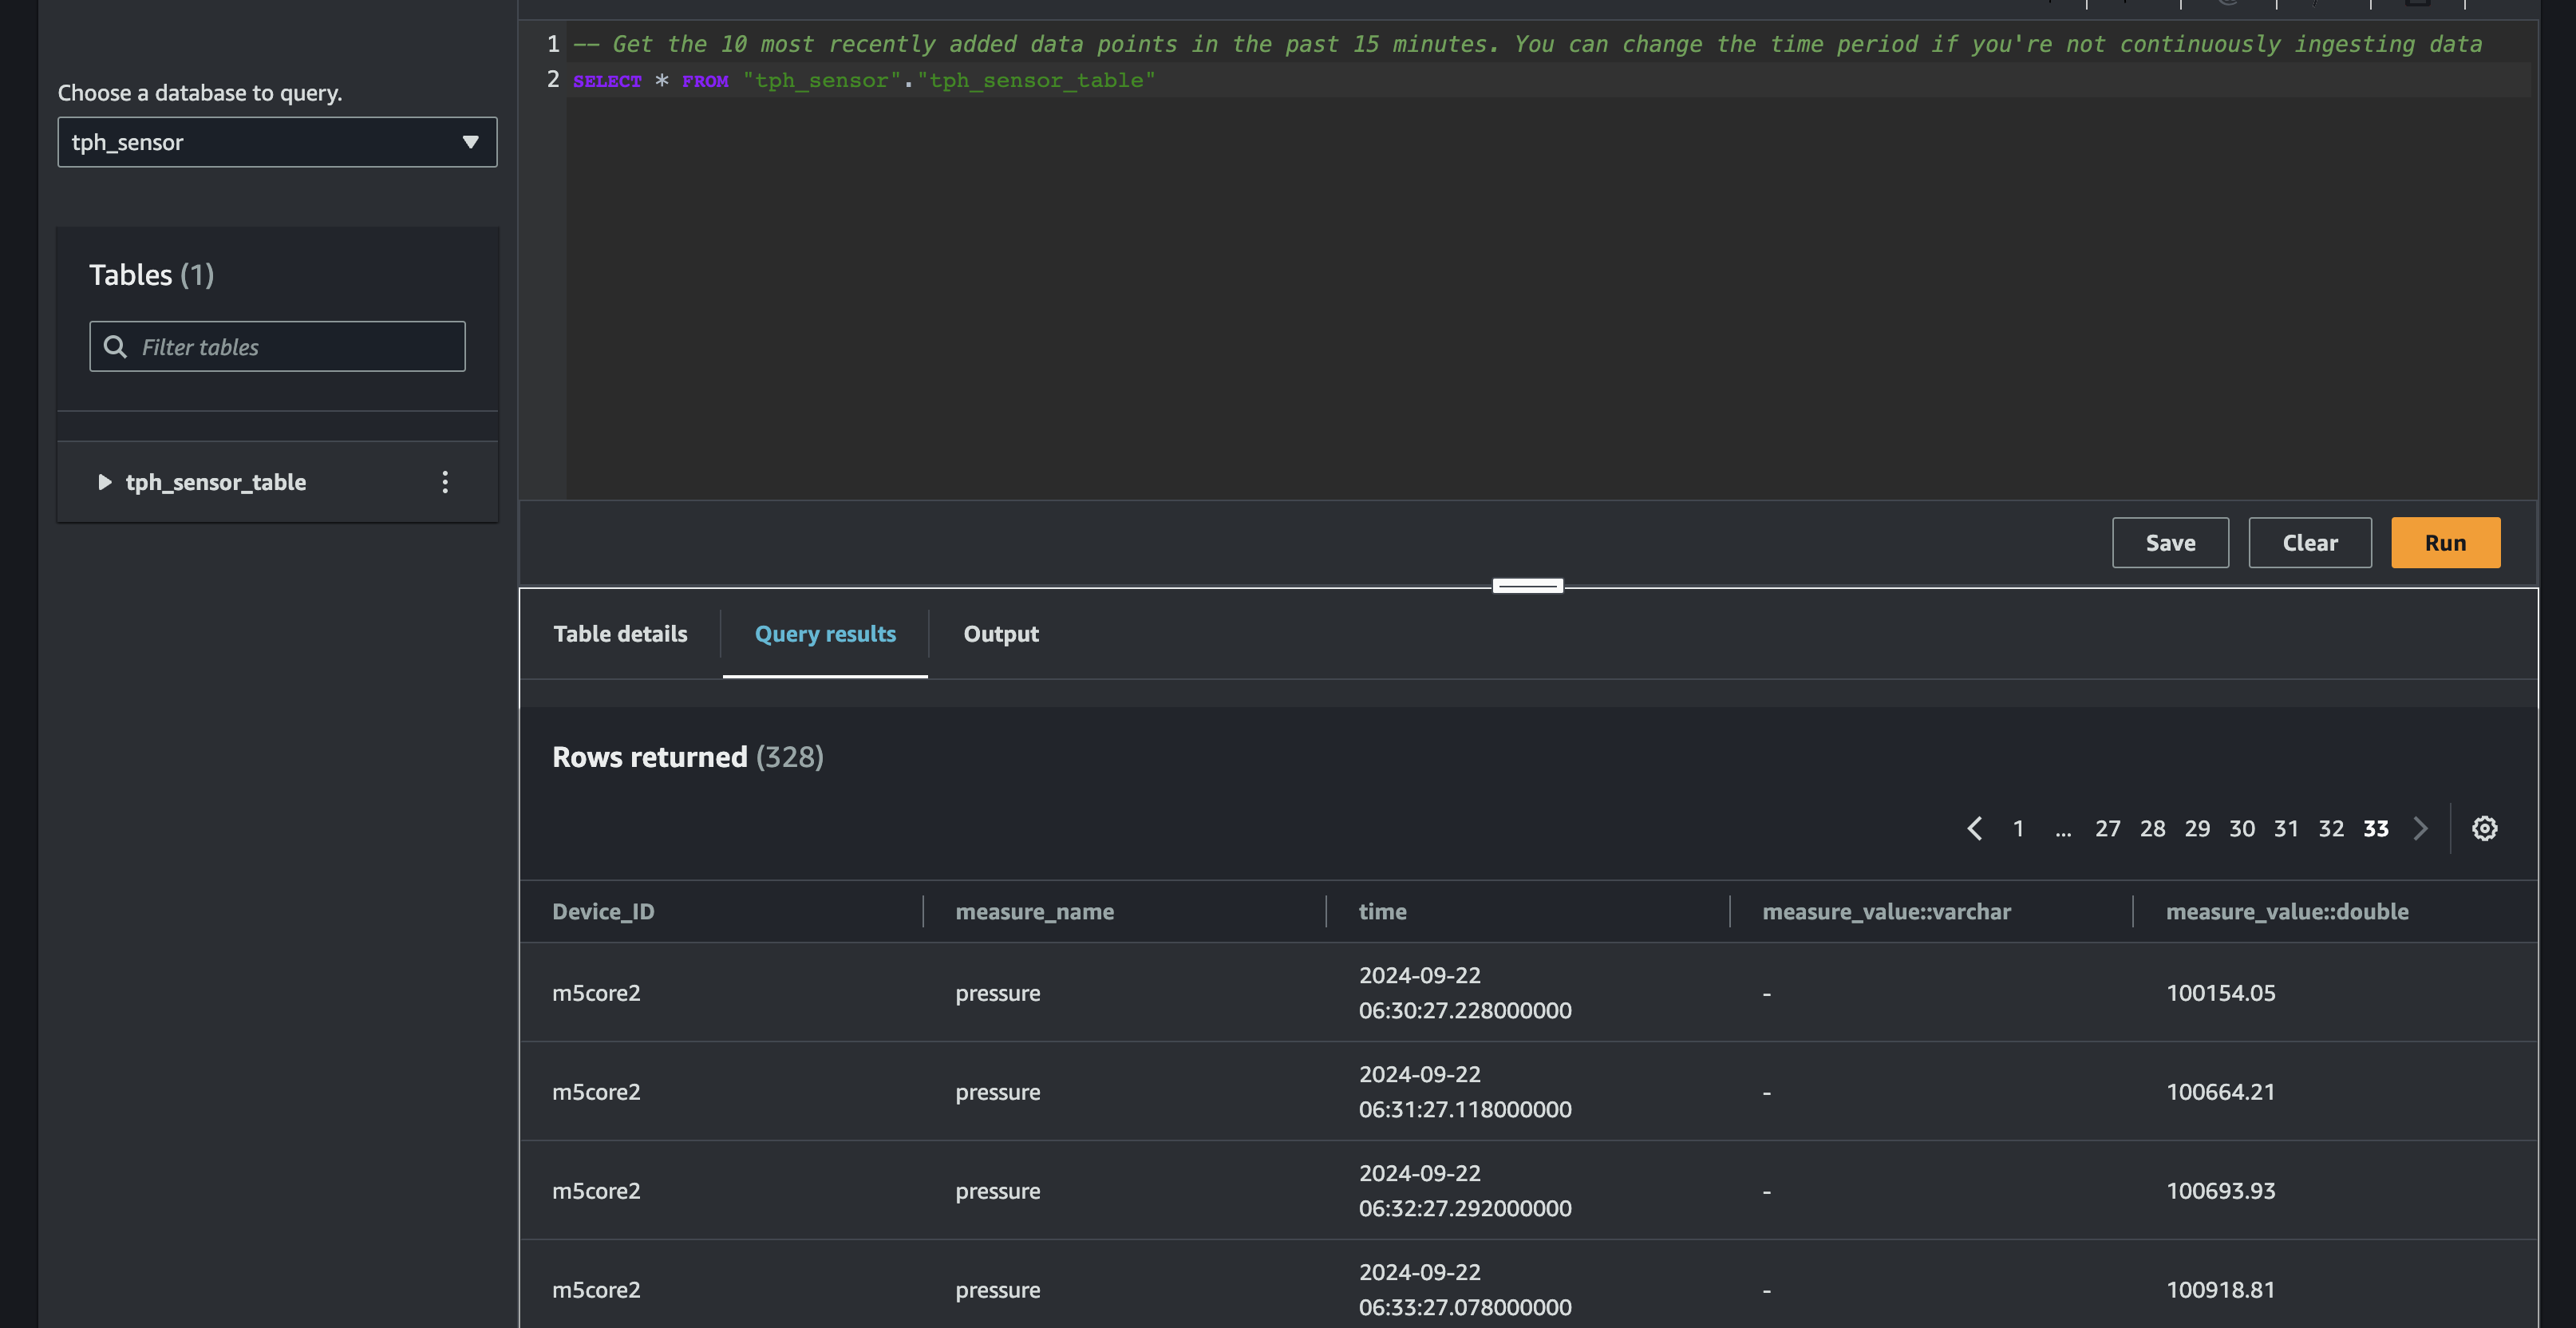 Choose a database to query.
tph_sensor
Tables (1)
Filter tables
tph_sensor_table
1 -- Get the 10 most recently added data points in the past 15 minutes. You can change the time period if you're not continuously ingesting data
2 SELECT * FROM "tph_sensor"."tph_sensor_table"
Save Clear Run
Table details Query results Output
Rows returned (328)
1 ... 27 28 29 30 31 32 33
Device_ID measure_name time measure_value::varchar measure_value::double
m5core2 pressure 2024-09-22 06:30:27.228000000 - 100154.05
m5core2 pressure 2024-09-22 06:31:27.118000000 - 100664.21
m5core2 pressure 2024-09-22 06:32:27.292000000 - 100693.93
m5core2 pressure 2024-09-22 06:33:27.078000000 - 100918.81